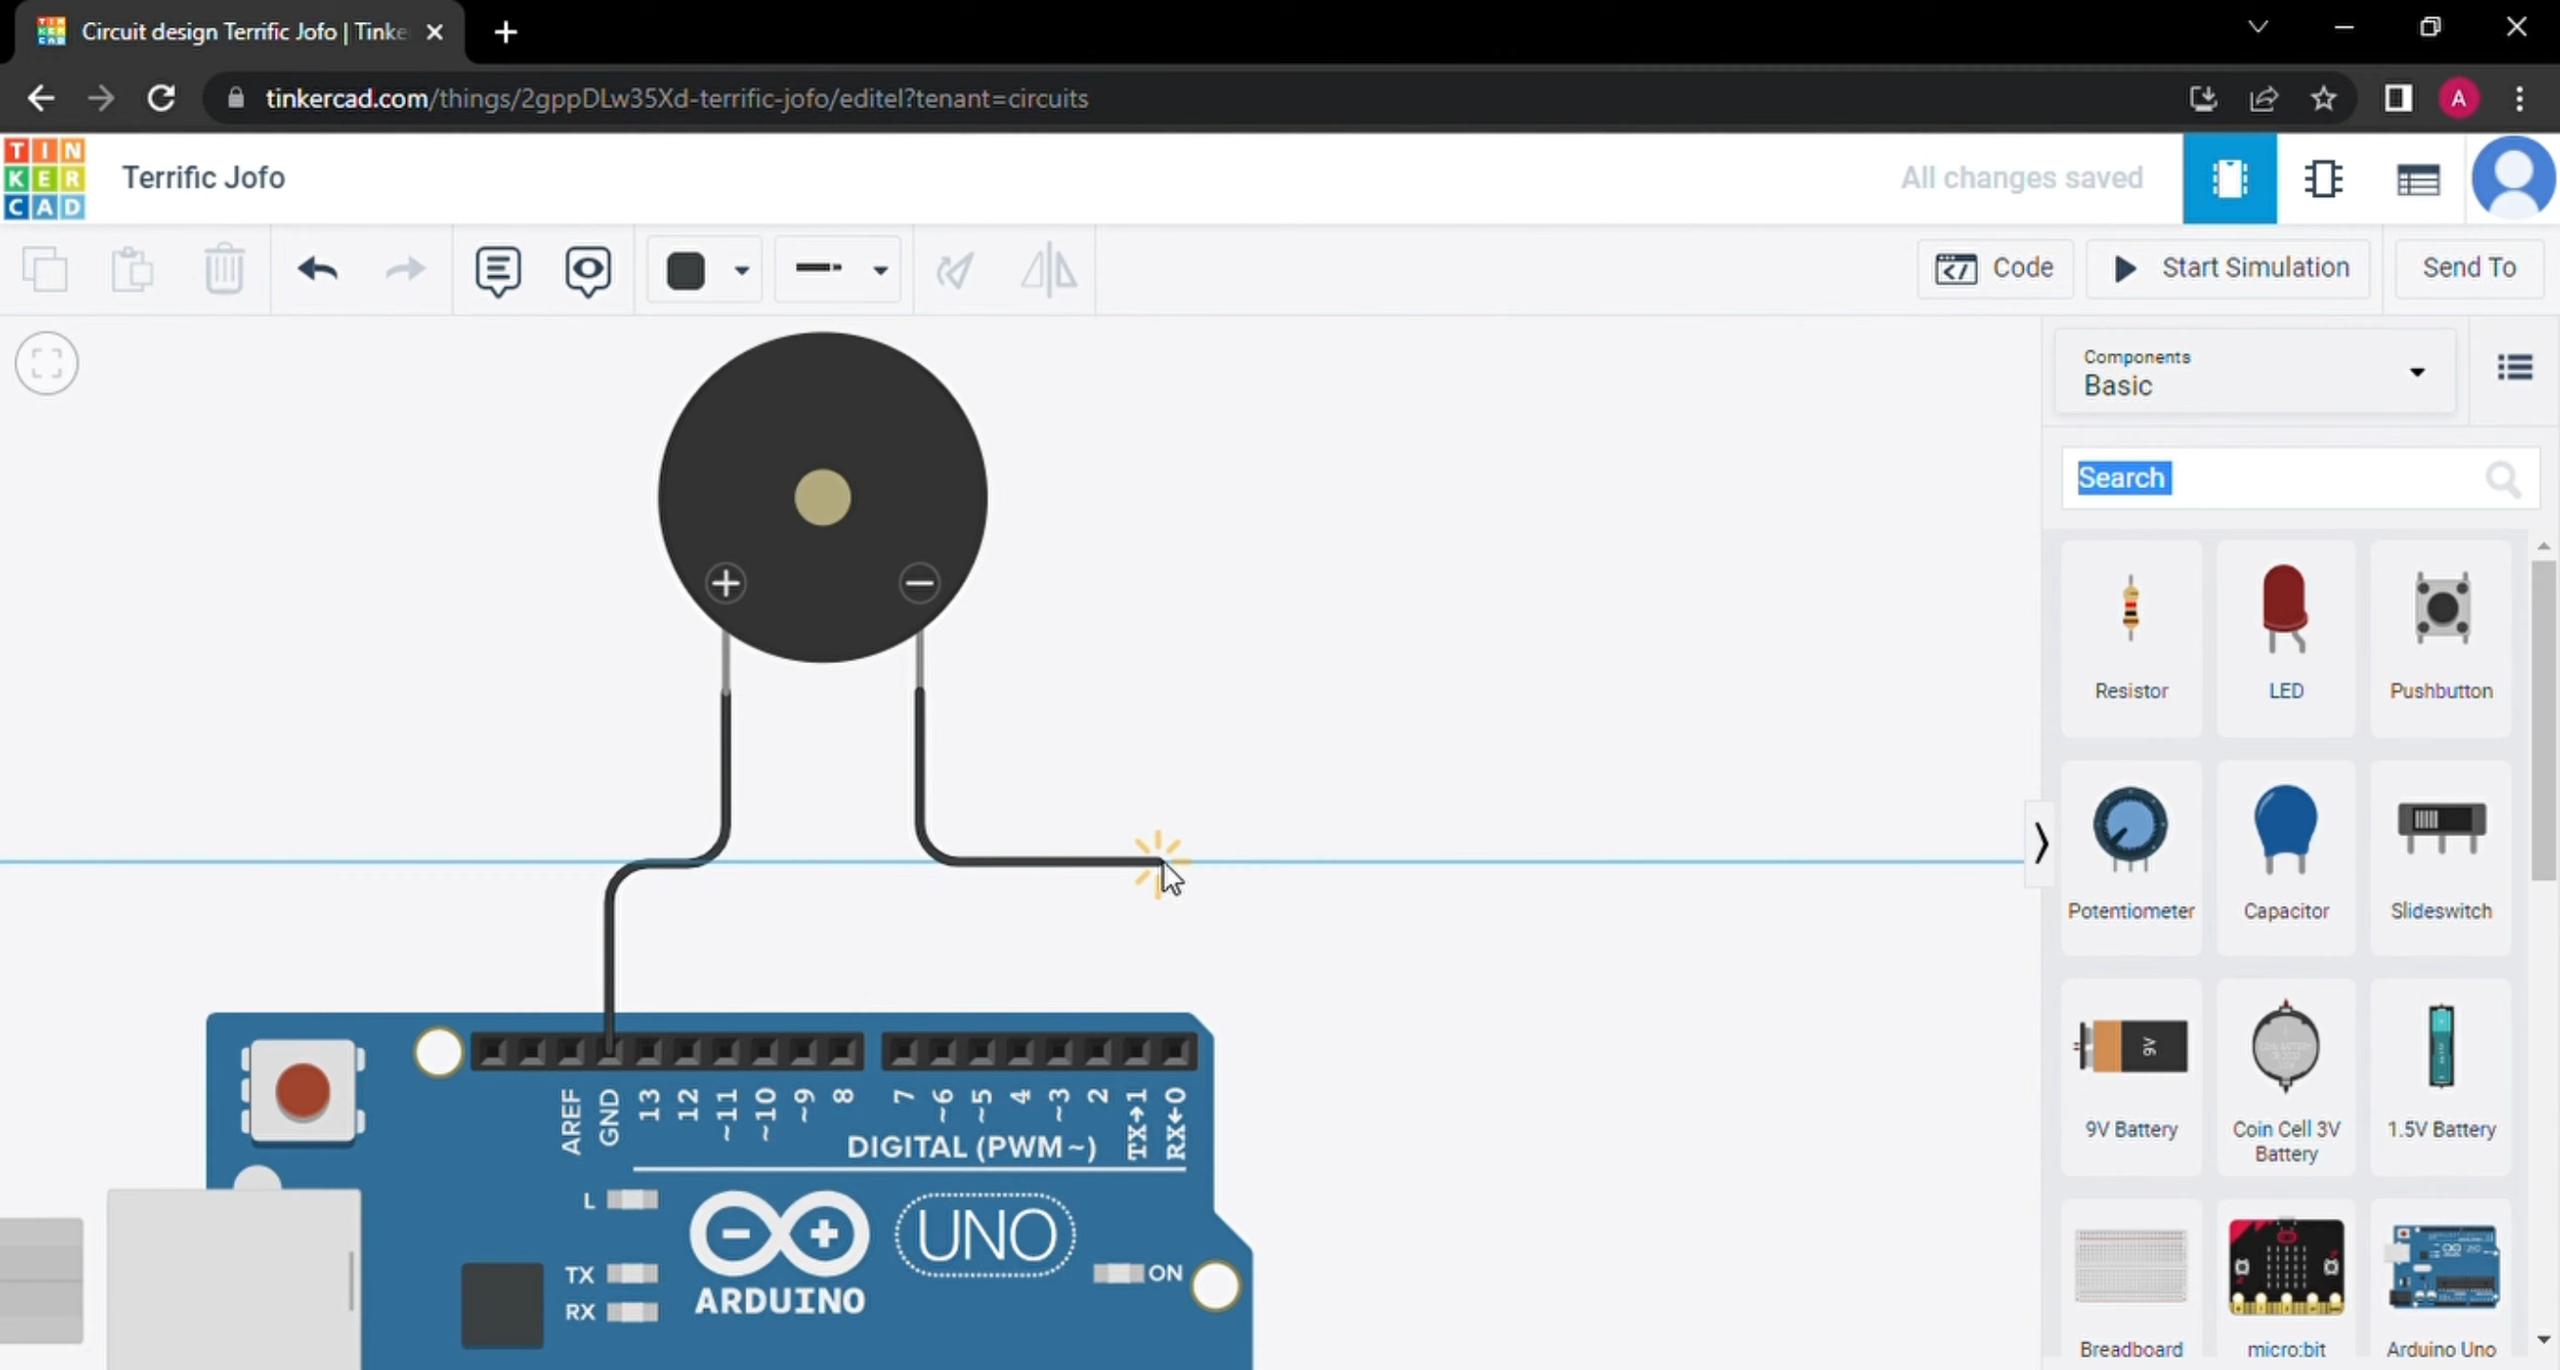 Circuit design Terrific Jofo | Tinke
tinkercad.com/things/2gppDLw35Xd-terrific-jofo/editel?tenant=circuits
A
TIN
KER
CAD
Terrific Jofo
All changes saved
Code
Start Simulation
Send To
Components
Basic
Search
Resistor
LED
Pushbutton
Potentiometer
Capacitor
Slideswitch
9V
9V Battery
Coin Cell 3V
Battery
1.5V Battery
Breadboard
micro:bit
Arduino Uno
AREF
GND
13
12
~11
~10
~9
8
7
~6
~5
4
~3
2
TX→1
RX←0
DIGITAL (PWM~)
L
TX
RX
UNO
ON
ARDUINO